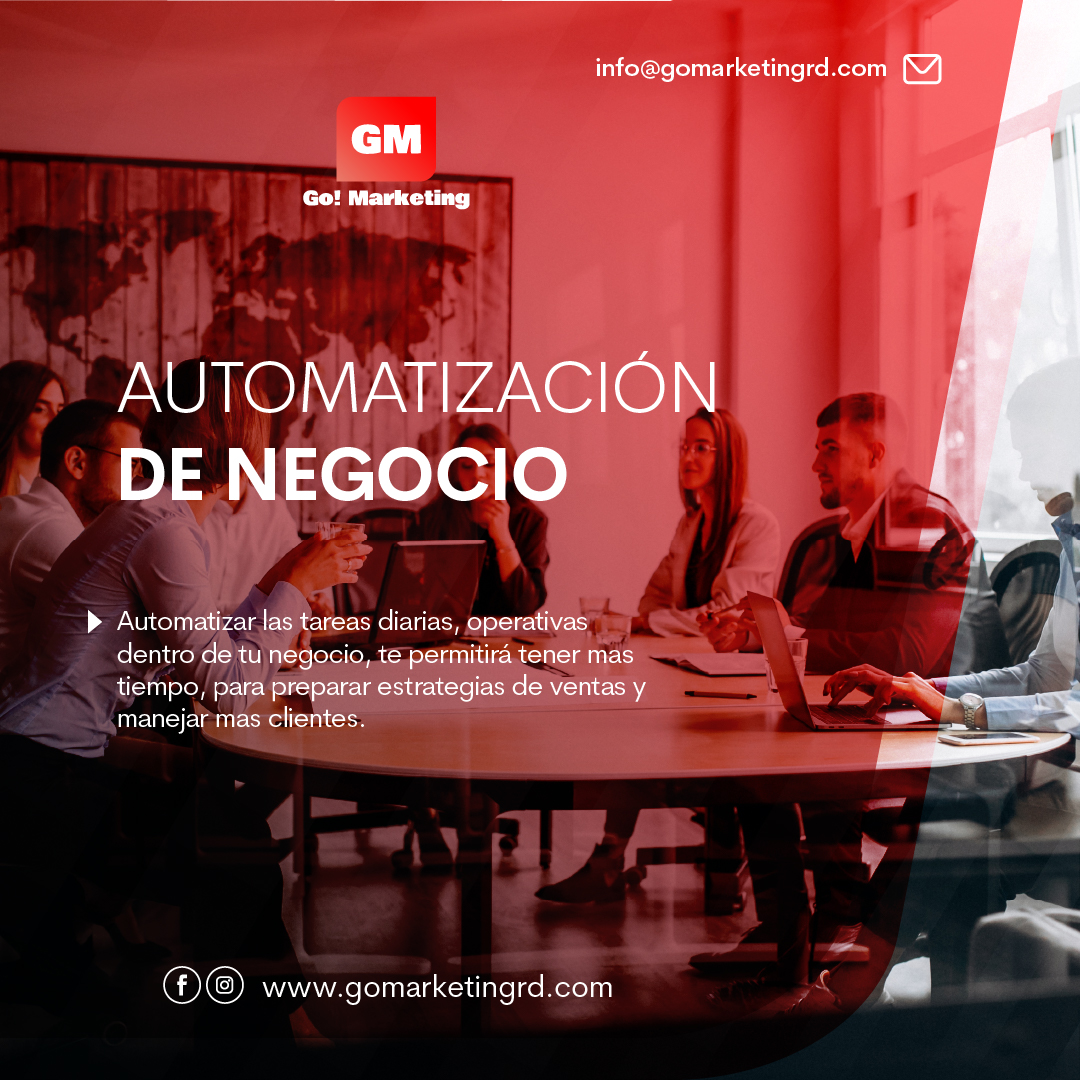 info@gomarketingrd.com
GM
Go! Marketing
AUTOMATIZACIÓN
DE NEGOCIO
Automatizar las tareas diarias, operativas
dentro de tu negocio, te permitirá tener mas
tiempo, para preparar estrategias de ventas y
manejar mas clientes.
www.gomarketingrd.com